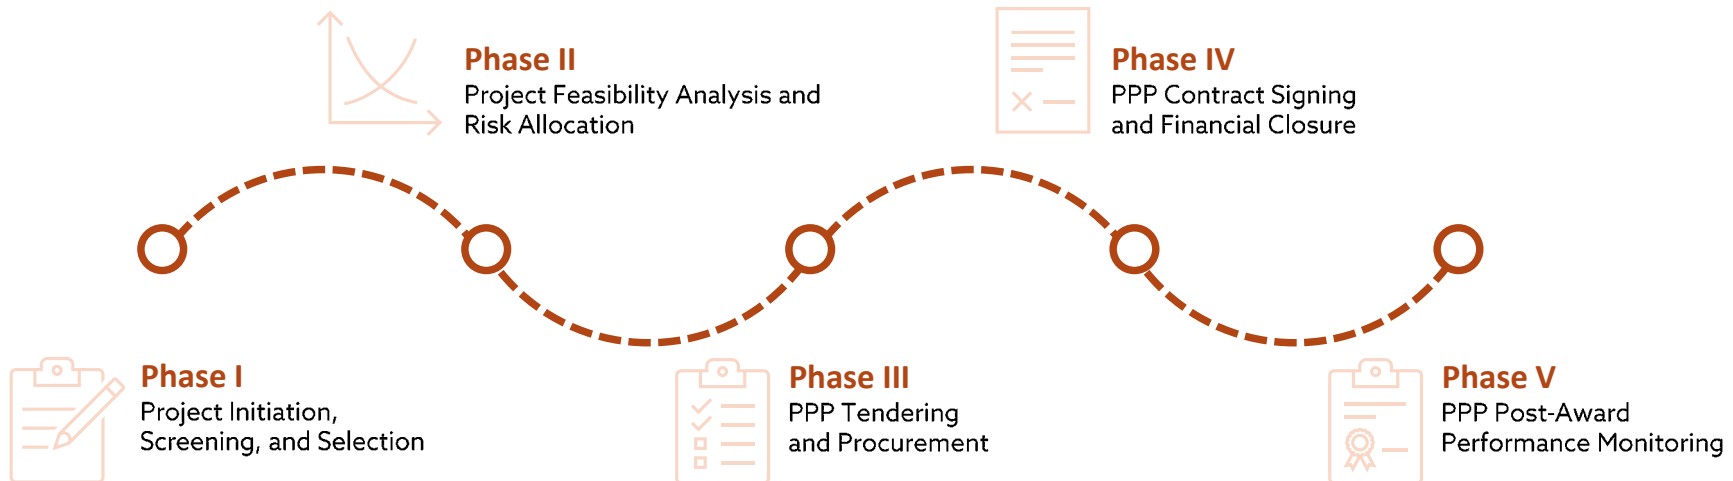 Phase I
Project Initiation,
Screening, and Selection
Phase II
Project Feasibility Analysis and
Risk Allocation
Phase III
PPP Tendering
and Procurement
Phase IV
PPP Contract Signing
and Financial Closure
Phase V
PPP Post-Award
Performance Monitoring